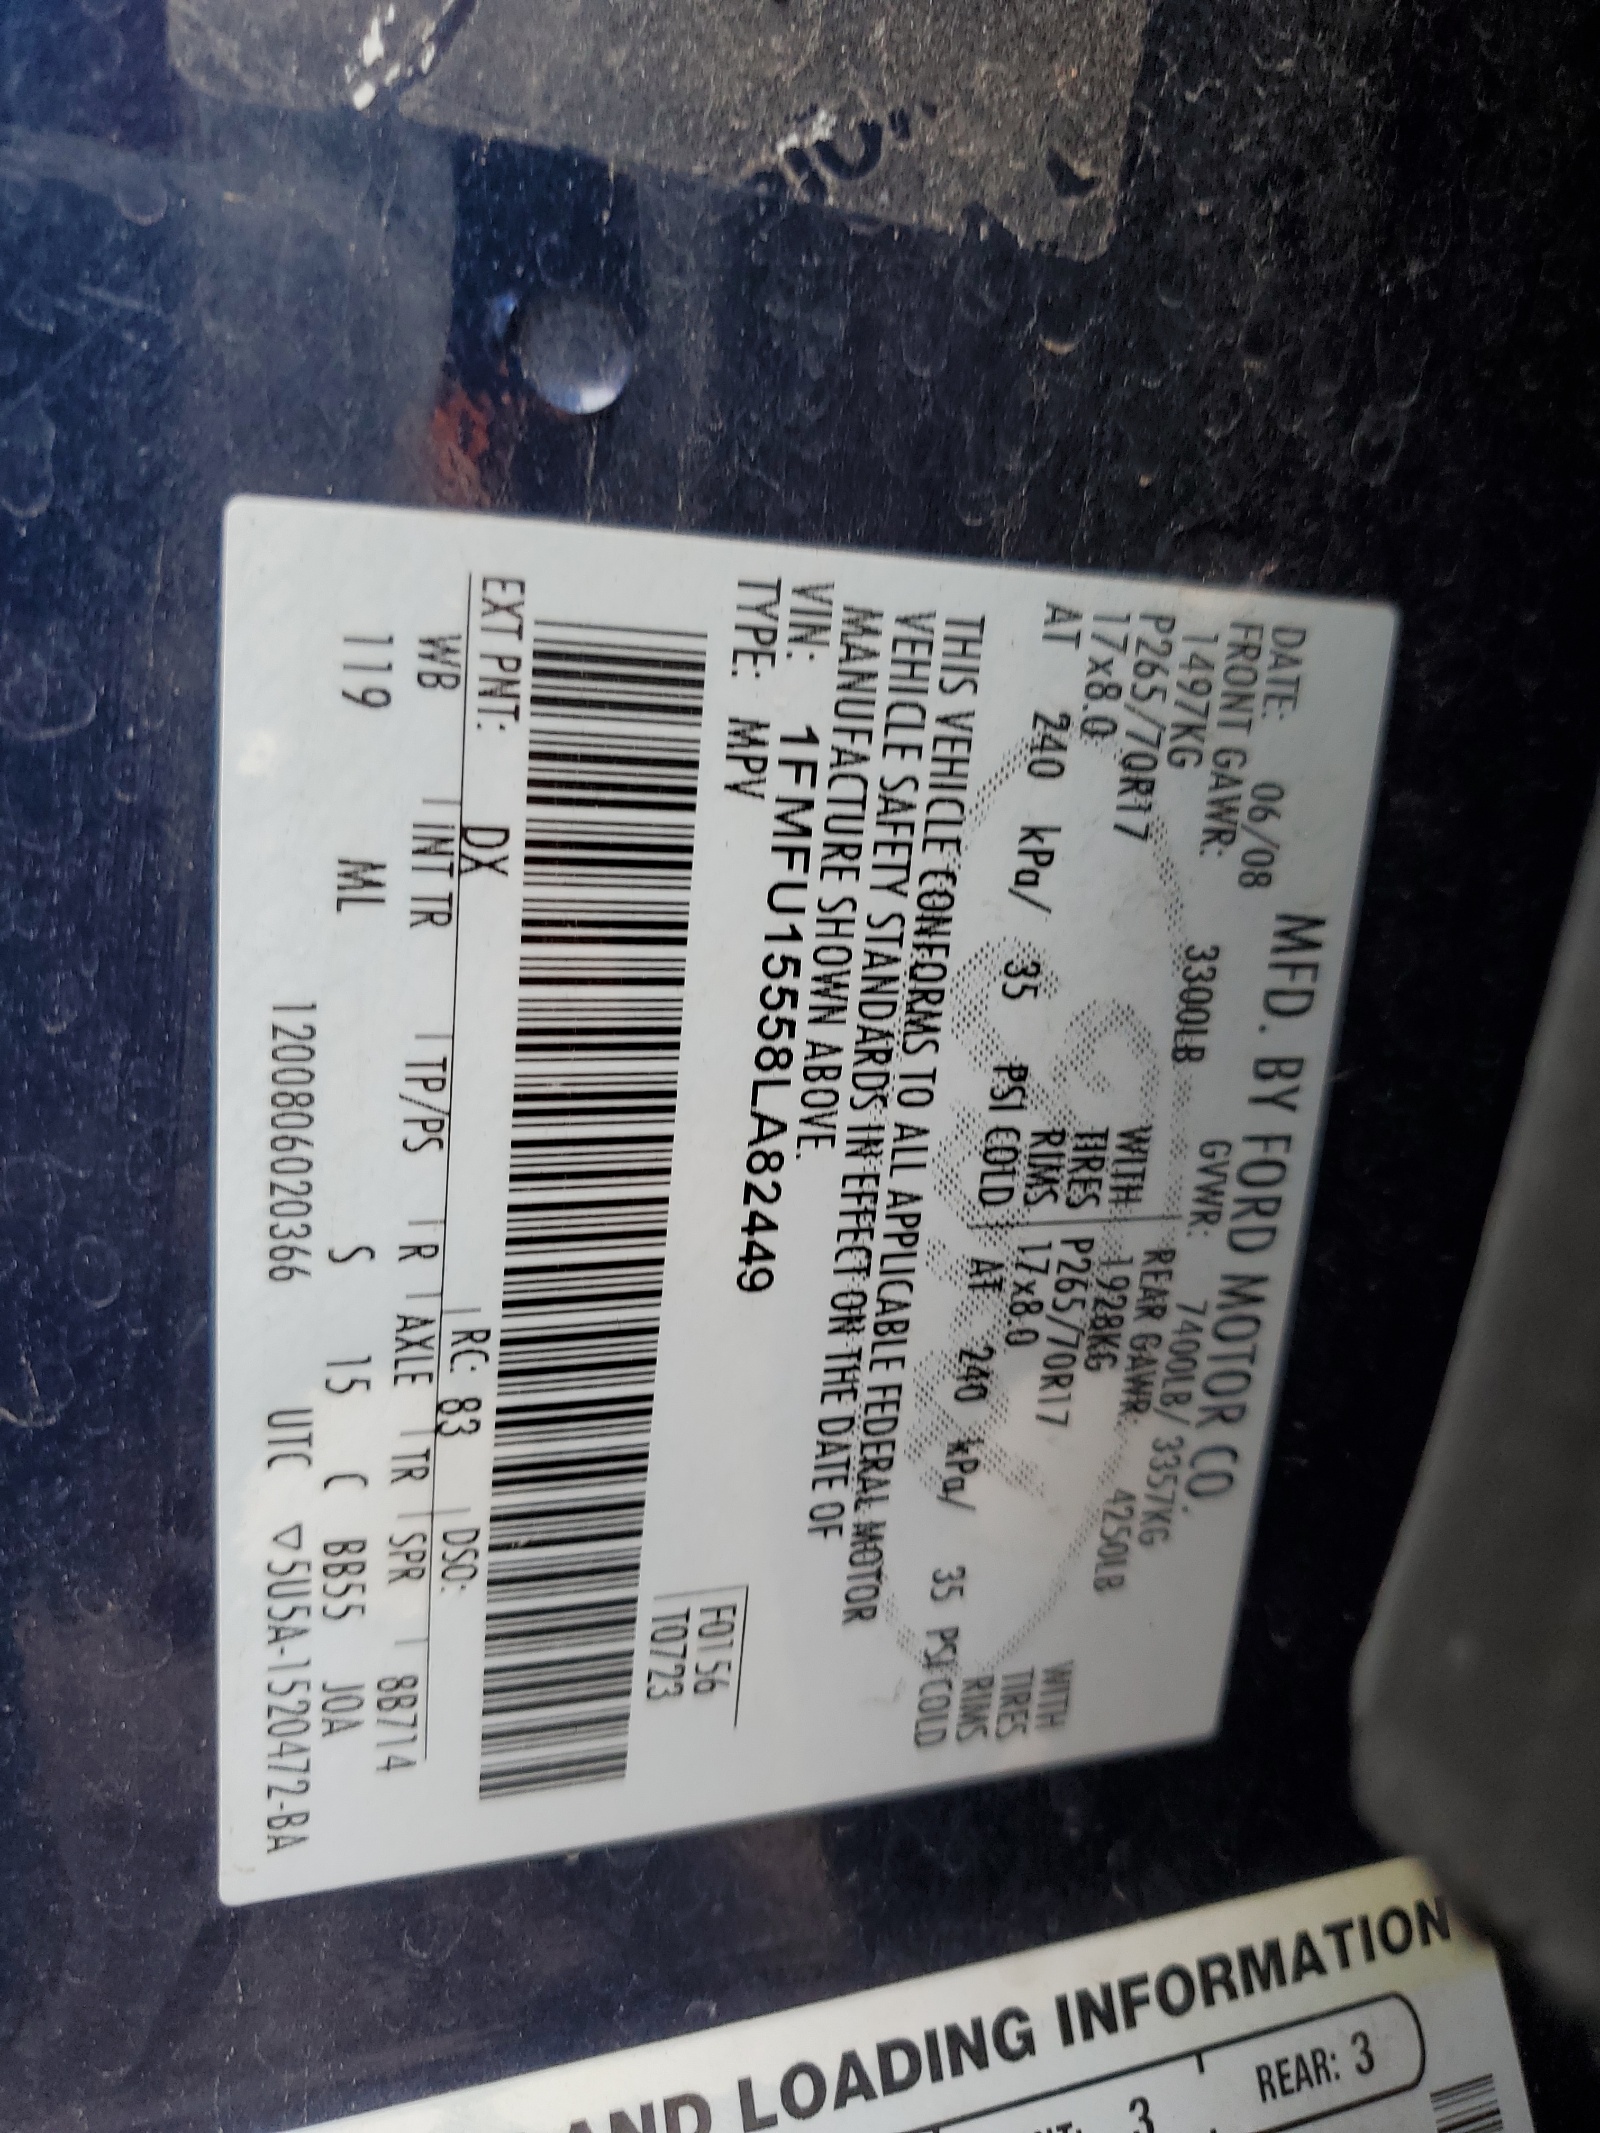 MFD. BY FORD MOTOR CO.
DATE: 06/08 GVWR: 7400LB/ 3357KG
FRONT GAWR: 3300LB REAR GAWR: 4250LB
1497KG WITH 1928KG WITH
P265/70R17 TIRES P265/70R17 TIRES
17x8.0 RIMS 17x8.0 RIMS
AT 240 kPa/ 35 PSI COLD AT 240 kPa/ 35 PSI COLD
THIS VEHICLE CONFORMS TO ALL APPLICABLE FEDERAL MOTOR
VEHICLE SAFETY STANDARDS IN EFFECT ON THE DATE OF
MANUFACTURE SHOWN ABOVE.
VIN: 1FMFU15558LA82449
TYPE: MPV
F0156
T0723
EXT PNT: DX RC: 83 DSO:
WB INT TR TP/PS R AXLE TR SPR 8B714
119 ML S 15 C BB55 J0A
1200806020366 UTC ▽5U5A-1520472-BA
AND LOADING INFORMATION
3 REAR: 3